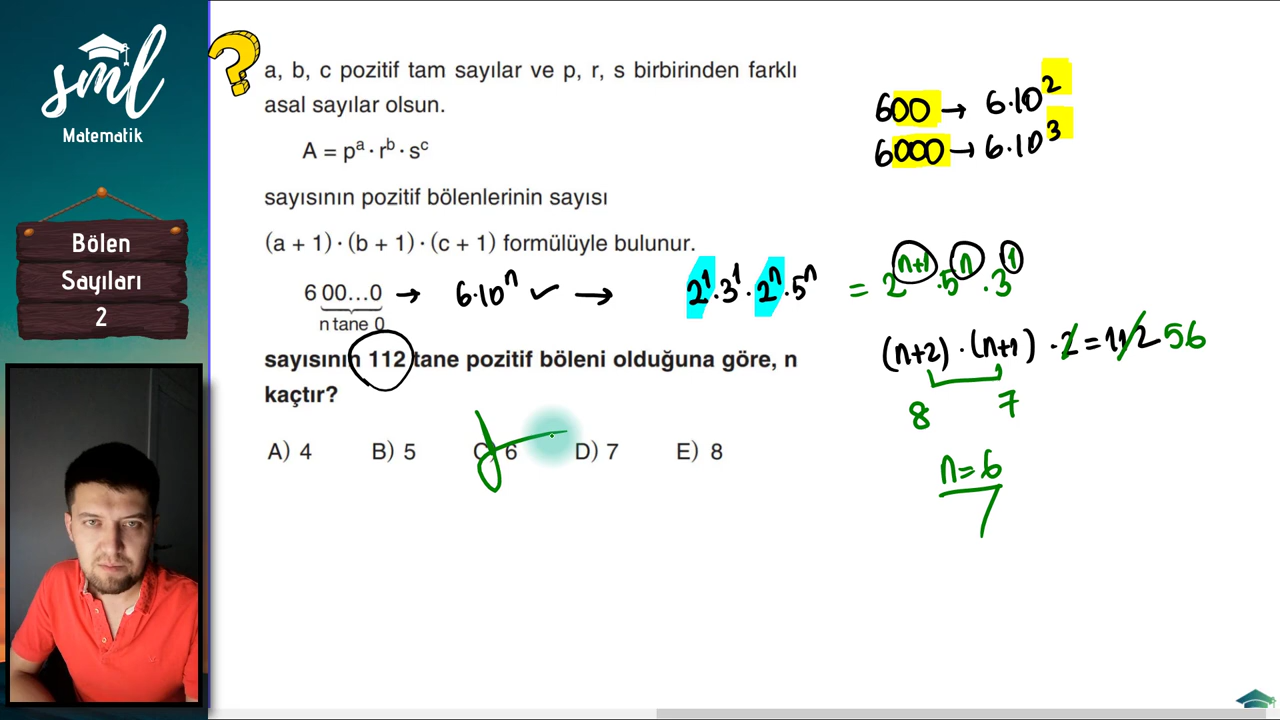 sml
Matematik
Bölen
Sayıları
2
?
a, b, c pozitif tam sayılar ve p, r, s birbirinden farklı
asal sayılar olsun.
A = pᵃ · rᵇ · sᶜ
sayısının pozitif bölenlerinin sayısı
(a + 1) · (b + 1) · (c + 1) formülüyle bulunur.
6 00...0 → 6·10ⁿ ✓ → 2¹·3¹·2ⁿ·5ⁿ = 2ⁿ⁺¹·5ⁿ·3¹
n tane 0
sayısının 112 tane pozitif böleni olduğuna göre, n
kaçtır?
A) 4 B) 5 C) 6 D) 7 E) 8
600 → 6·10²
6000 → 6·10³
(n+2)·(n+1)·2=112 56
8 7
n=6